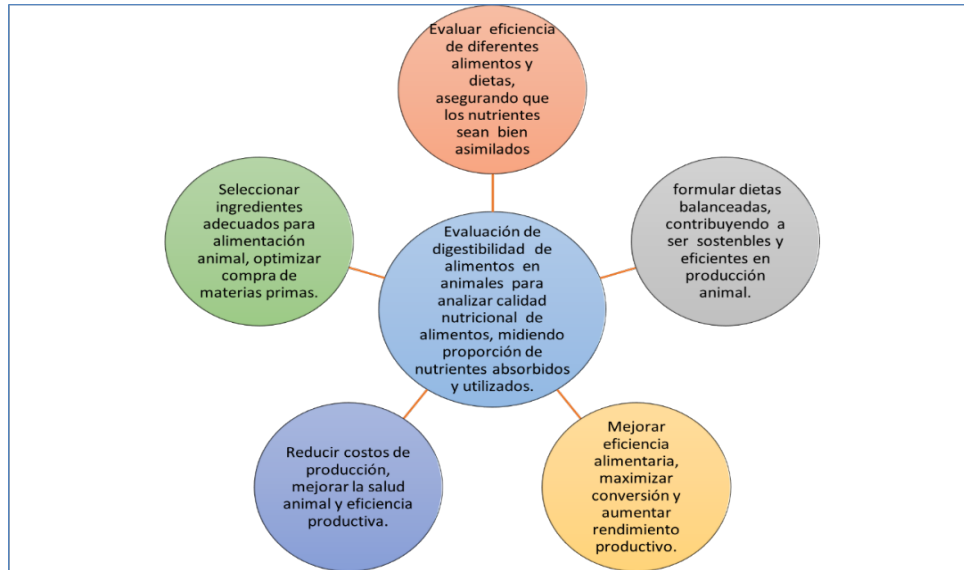 Evaluar eficiencia
de diferentes
alimentos y
dietas,
asegurando que
los nutrientes
sean bien
asimilados
Seleccionar
ingredientes
adecuados para
alimentación
animal, optimizar
compra de
materias primas.
formular dietas
balanceadas,
contribuyendo a
ser sostenbles y
eficientes en
producción
animal.
Evaluación de
digestibilidad de
alimentos en
animales para
analizar calidad
nutricional de
alimentos, midiendo
proporción de
nutrientes absorbidos
y utilizados.
Reducir costos de
producción,
mejorar la salud
animal y eficiencia
productiva.
Mejorar
eficiencia
alimentaria,
maximizar
conversión y
aumentar
rendimiento
productivo.